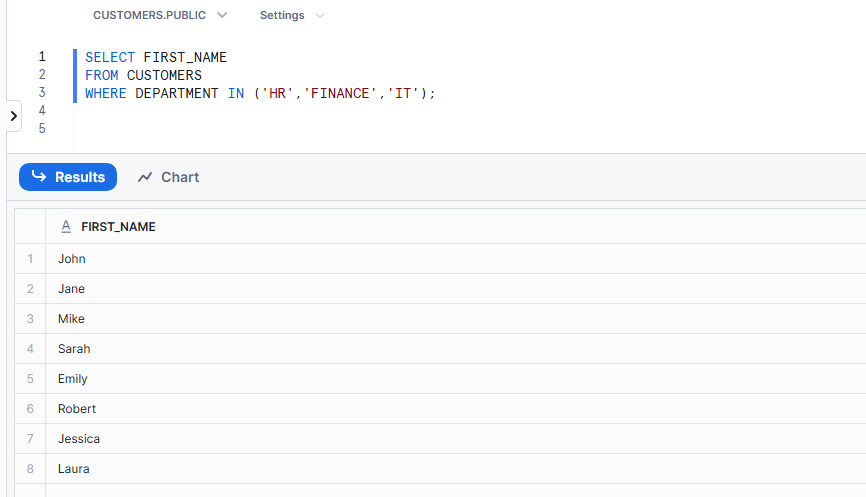 CUSTOMERS.PUBLIC Settings
1 SELECT FIRST_NAME
2 FROM CUSTOMERS
3 WHERE DEPARTMENT IN ('HR','FINANCE','IT');
4
5
Results Chart
A FIRST_NAME
1 John
2 Jane
3 Mike
4 Sarah
5 Emily
6 Robert
7 Jessica
8 Laura